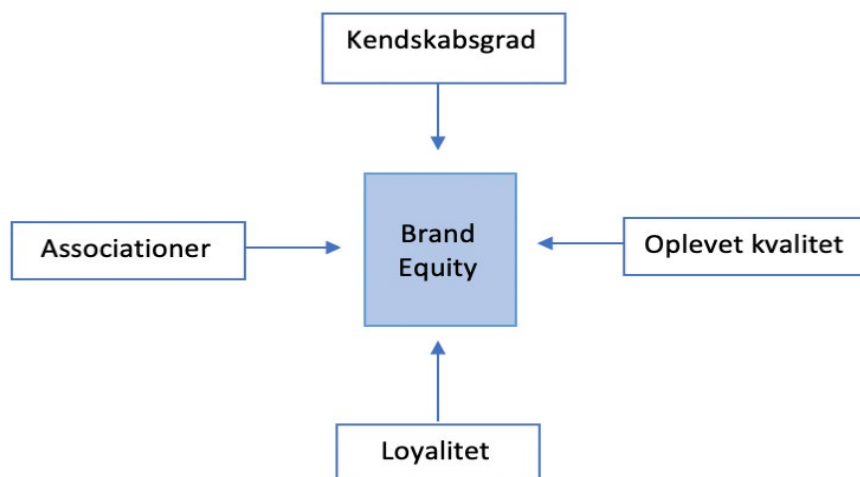 Kendskabsgrad
Associationer
Brand
Equity
Oplevet kvalitet
Loyalitet